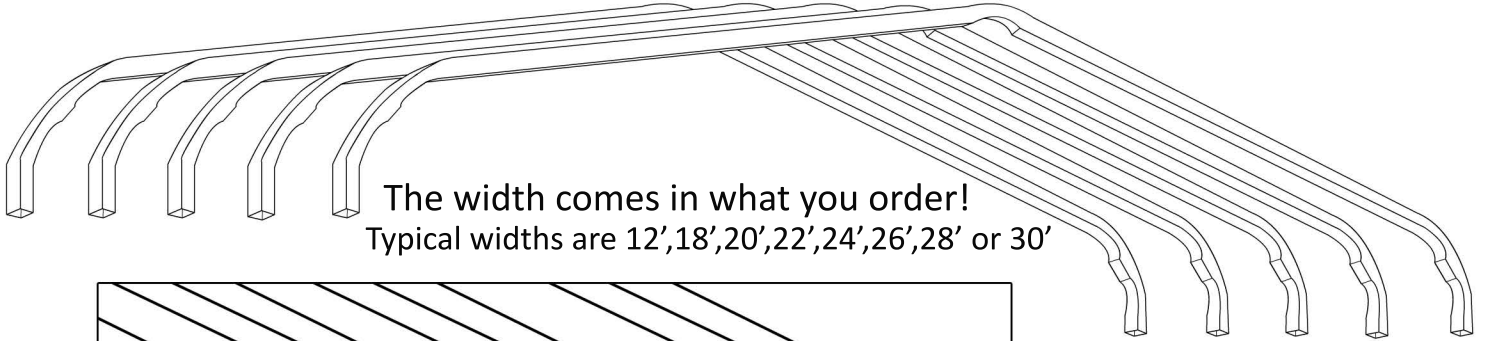 The width comes in what you order!
Typical widths are 12’,18’,20’,22’,24’,26’,28’ or 30’